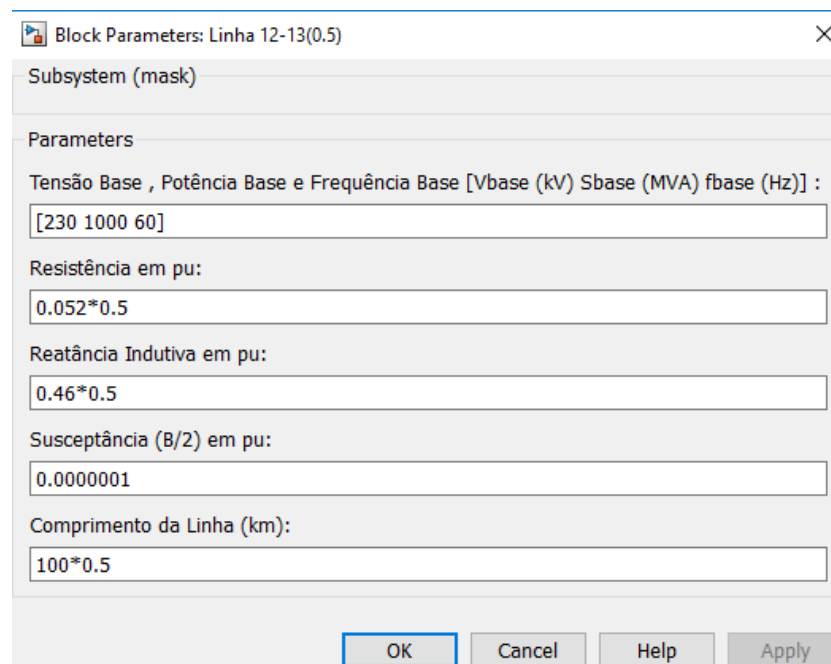 Block Parameters: Linha 12-13(0.5)
Subsystem (mask)
Parameters
Tensão Base , Potência Base e Frequência Base [Vbase (kV) Sbase (MVA) fbase (Hz)] :
[230 1000 60]
Resistência em pu:
0.052*0.5
Reatância Indutiva em pu:
0.46*0.5
Susceptância (B/2) em pu:
0.0000001
Comprimento da Linha (km):
100*0.5
OK Cancel Help Apply